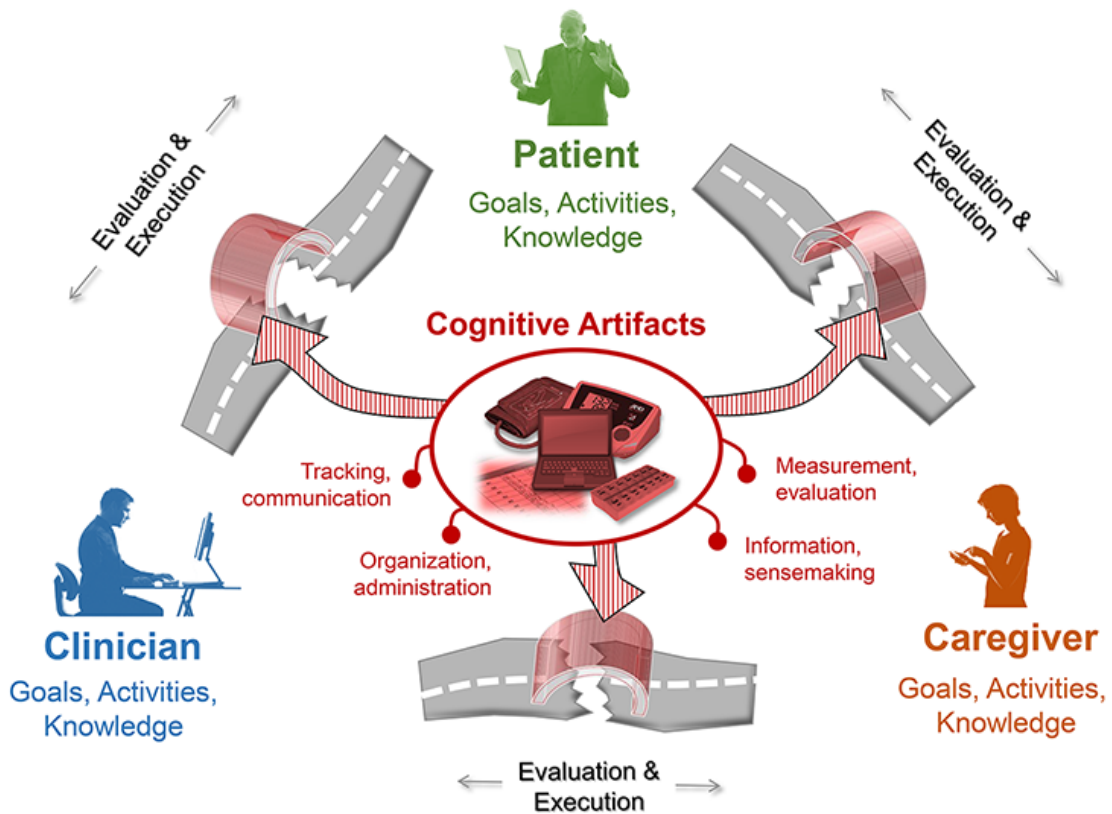 Patient
Goals, Activities,
Knowledge
Evaluation &
Execution
Evaluation &
Execution
Cognitive Artifacts
Tracking,
communication
Organization,
administration
Measurement,
evaluation
Information,
sensemaking
Clinician
Goals, Activities,
Knowledge
Caregiver
Goals, Activities,
Knowledge
Evaluation &
Execution